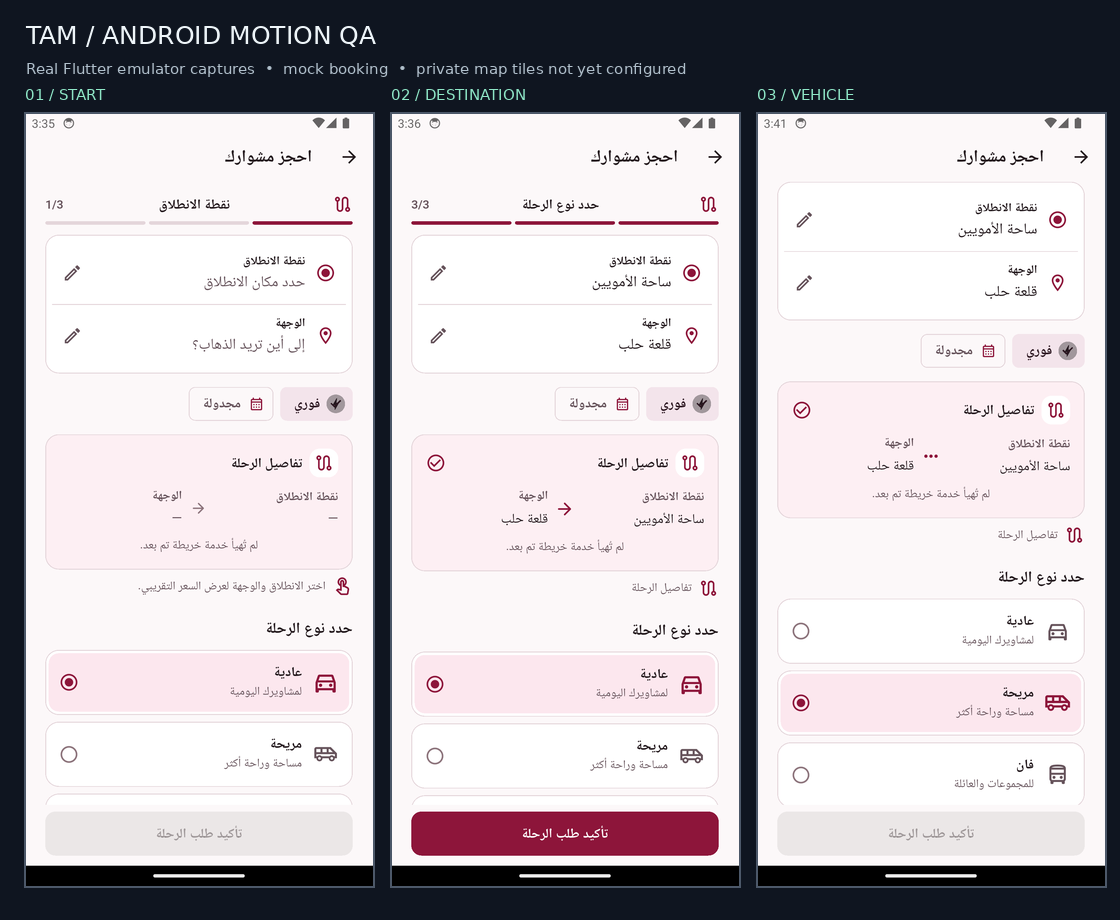 TAM / ANDROID MOTION QA
Real Flutter emulator captures • mock booking • private map tiles not yet configured
01 / START
3:35
احجز مشوارك
نقطة الانطلاق
1/3
نقطة الانطلاق
حدد مكان الانطلاق
الوجهة
إلى أين تريد الذهاب؟
فوري
مجدولة
تفاصيل الرحلة
نقطة الانطلاق
الوجهة
—
—
لم تُهيأ خدمة خريطة تم بعد.
اختر الانطلاق والوجهة لعرض السعر التقريبي.
حدد نوع الرحلة
عادية
لمشاويرك اليومية
مريحة
مساحة وراحة أكثر
تأكيد طلب الرحلة
02 / DESTINATION
3:36
احجز مشوارك
حدد نوع الرحلة
3/3
نقطة الانطلاق
ساحة الأمويين
الوجهة
قلعة حلب
فوري
مجدولة
تفاصيل الرحلة
نقطة الانطلاق
الوجهة
ساحة الأمويين
قلعة حلب
لم تُهيأ خدمة خريطة تم بعد.
تفاصيل الرحلة
حدد نوع الرحلة
عادية
لمشاويرك اليومية
مريحة
مساحة وراحة أكثر
تأكيد طلب الرحلة
03 / VEHICLE
3:41
احجز مشوارك
نقطة الانطلاق
ساحة الأمويين
الوجهة
قلعة حلب
فوري
مجدولة
تفاصيل الرحلة
نقطة الانطلاق
الوجهة
ساحة الأمويين
قلعة حلب
لم تُهيأ خدمة خريطة تم بعد.
تفاصيل الرحلة
حدد نوع الرحلة
عادية
لمشاويرك اليومية
مريحة
مساحة وراحة أكثر
فان
للمجموعات والعائلة
تأكيد طلب الرحلة